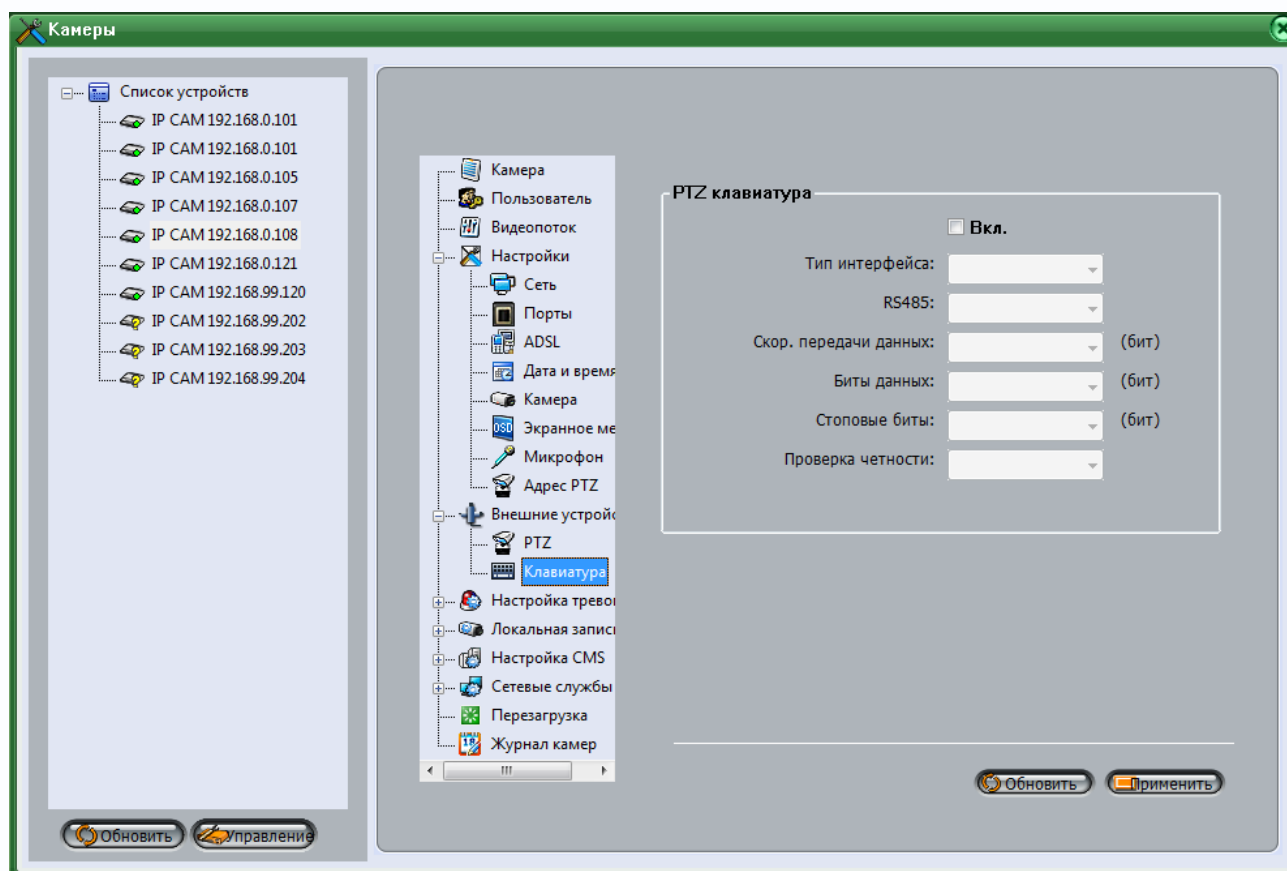 Камеры
Список устройств
IP CAM 192.168.0.101
IP CAM 192.168.0.101
IP CAM 192.168.0.105
IP CAM 192.168.0.107
IP CAM 192.168.0.108
IP CAM 192.168.0.121
IP CAM 192.168.99.120
IP CAM 192.168.99.202
IP CAM 192.168.99.203
IP CAM 192.168.99.204
Обновить
Управление
Камера
Пользователь
Видеопоток
Настройки
Сеть
Порты
ADSL
Дата и время
Камера
Экранное ме
Микрофон
Адрес PTZ
Внешние устройс
PTZ
Клавиатура
Настройка тревог
Локальная запись
Настройка CMS
Сетевые службы
Перезагрузка
Журнал камер
PTZ клавиатура
Вкл.
Тип интерфейса:
RS485:
Скор. передачи данных: (бит)
Биты данных: (бит)
Стоповые биты: (бит)
Проверка четности:
Обновить
Применить